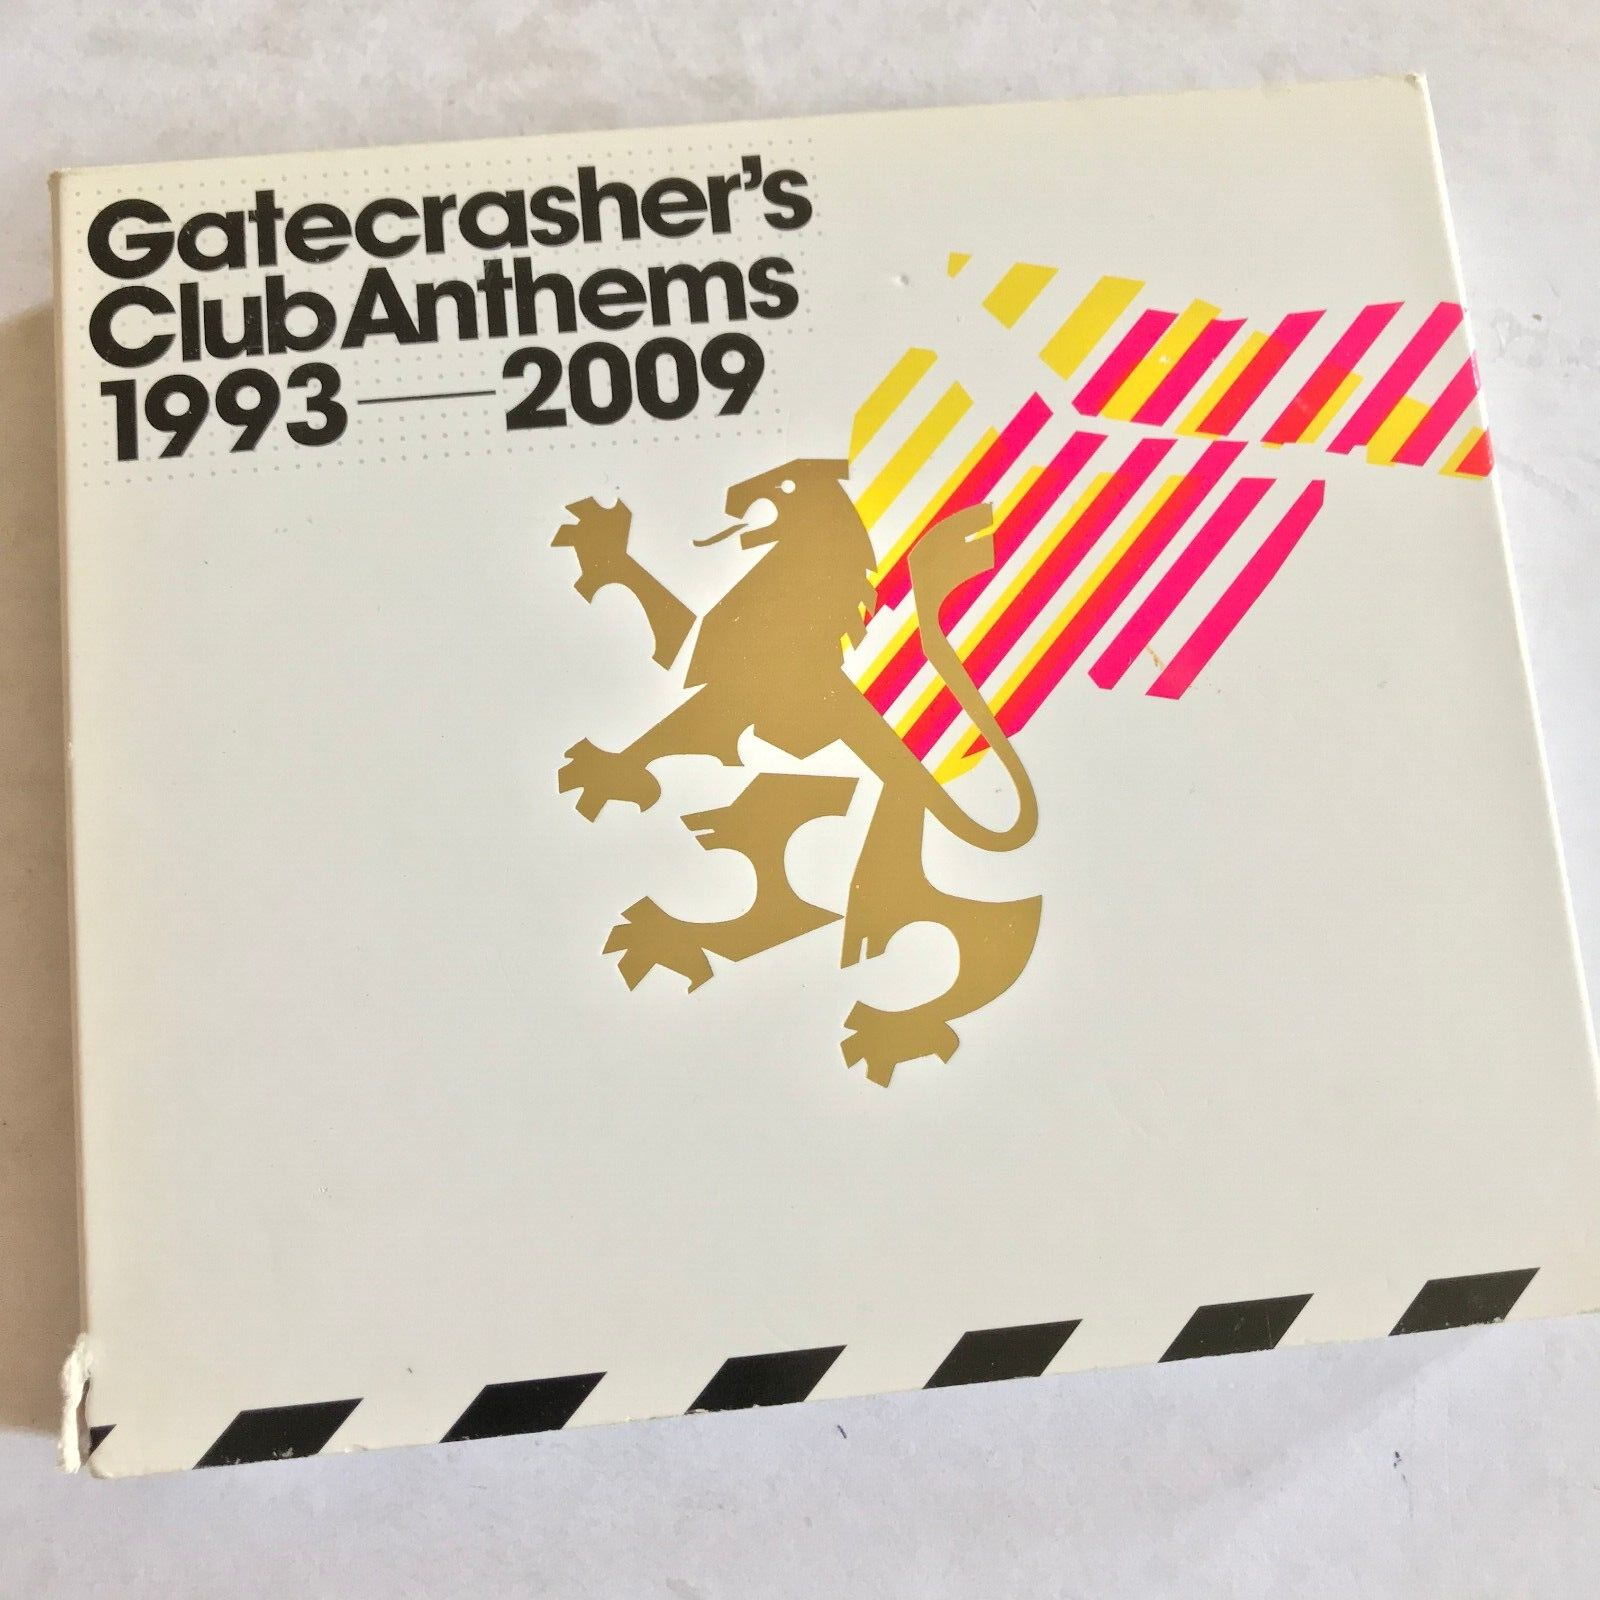 Gatecrasher's
Club Anthems
1993—2009